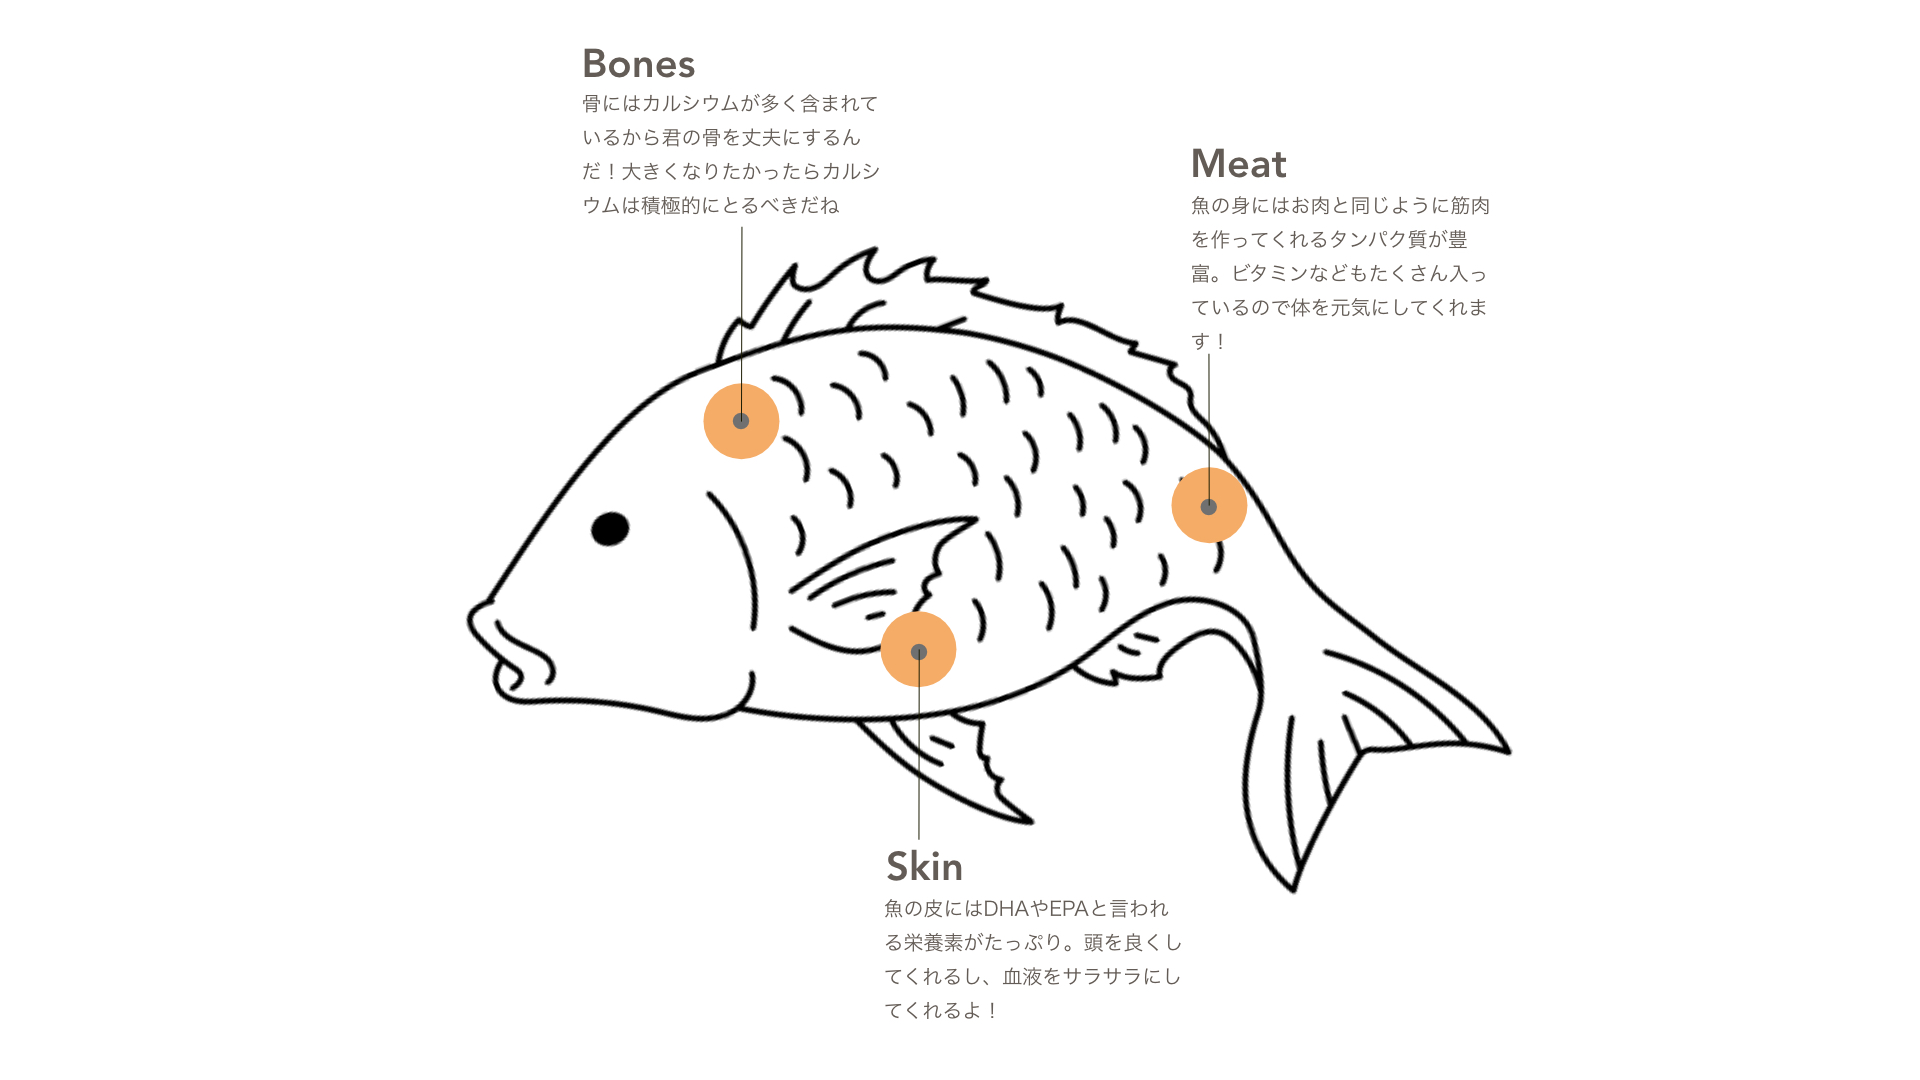 Bones
骨にはカルシウムが多く含まれて
いるから君の骨を丈夫にするん
だ！大きくなりたかったらカルシ
ウムは積極的にとるべきだね
Meat
魚の身にはお肉と同じように筋肉
を作ってくれるタンパク質が豊
富。ビタミンなどもたくさん入っ
ているので体を元気にしてくれま
す！
Skin
魚の皮にはDHAやEPAと言われ
る栄養素がたっぷり。頭を良くし
てくれるし、血液をサラサラにし
てくれるよ！